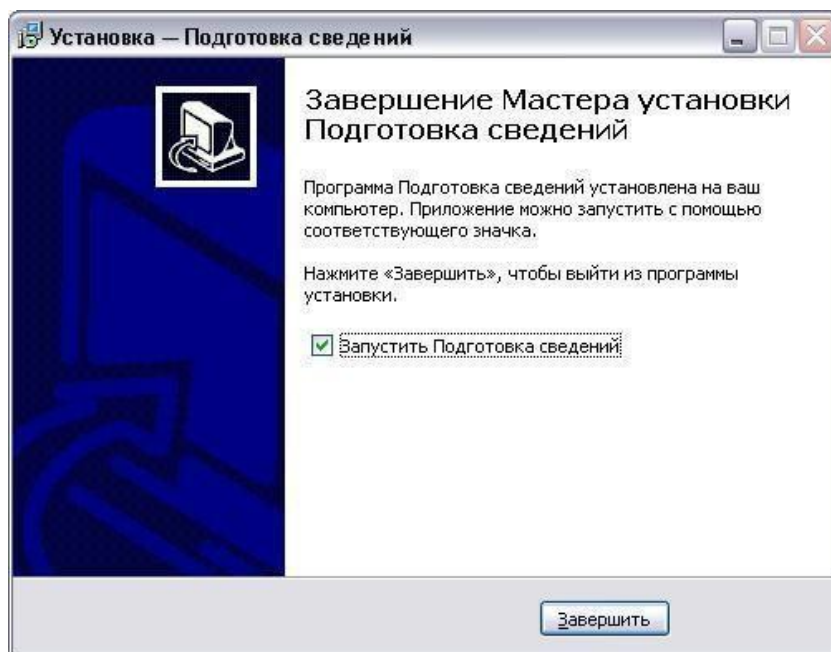 Установка — Подготовка сведений
Завершение Мастера установки
Подготовка сведений
Программа Подготовка сведений установлена на ваш
компьютер. Приложение можно запустить с помощью
соответствующего значка.
Нажмите «Завершить», чтобы выйти из программы
установки.
Запустить Подготовка сведений
Завершить